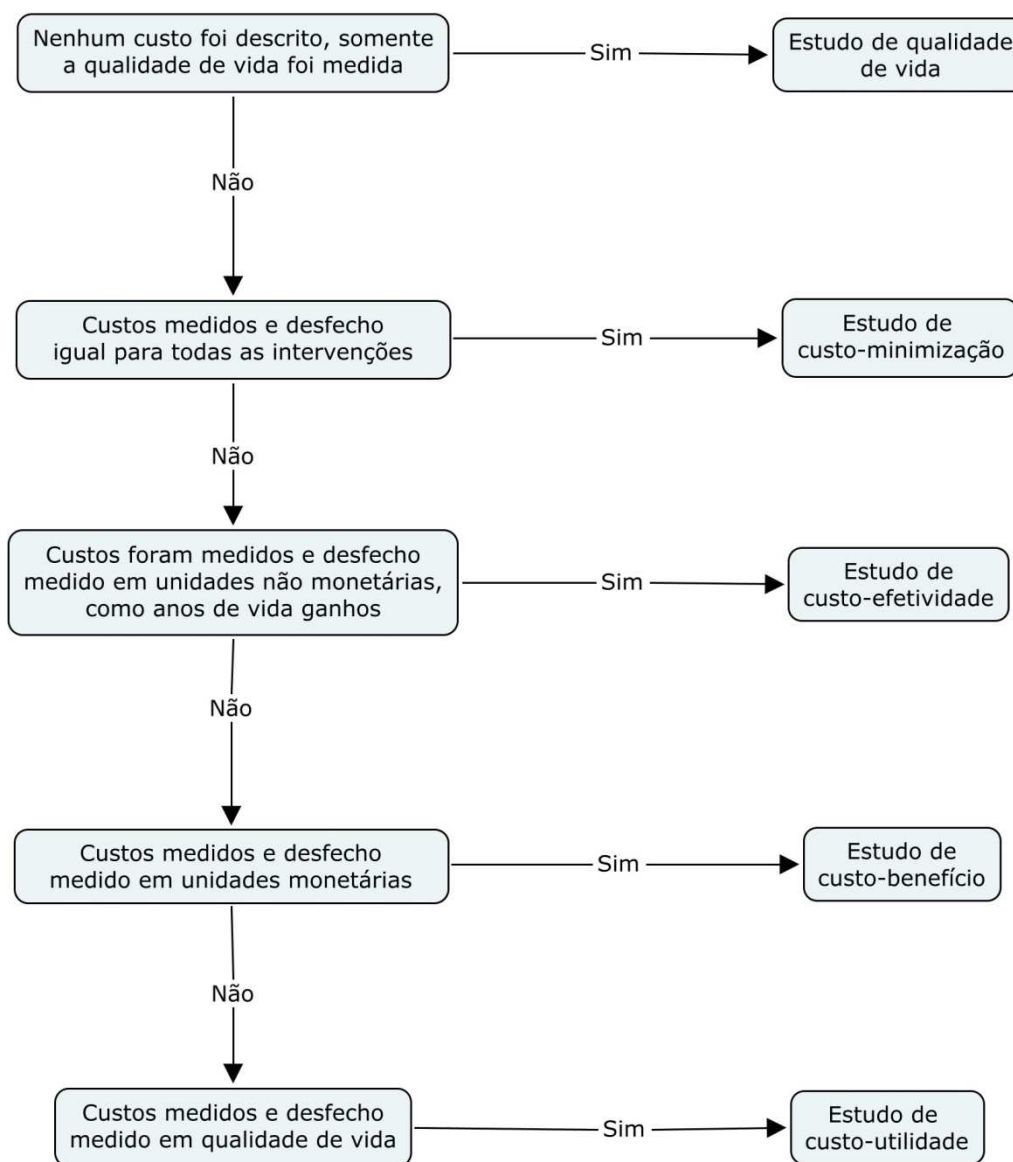 Nenhum custo foi descrito, somente
a qualidade de vida foi medida
Sim
Estudo de qualidade
de vida
Não
Custos medidos e desfecho
igual para todas as intervenções
Sim
Estudo de
custo-minimização
Não
Custos foram medidos e desfecho
medido em unidades não monetárias,
como anos de vida ganhos
Sim
Estudo de
custo-efetividade
Não
Custos medidos e desfecho
medido em unidades monetárias
Sim
Estudo de
custo-benefício
Não
Custos medidos e desfecho
medido em qualidade de vida
Sim
Estudo de
custo-utilidade